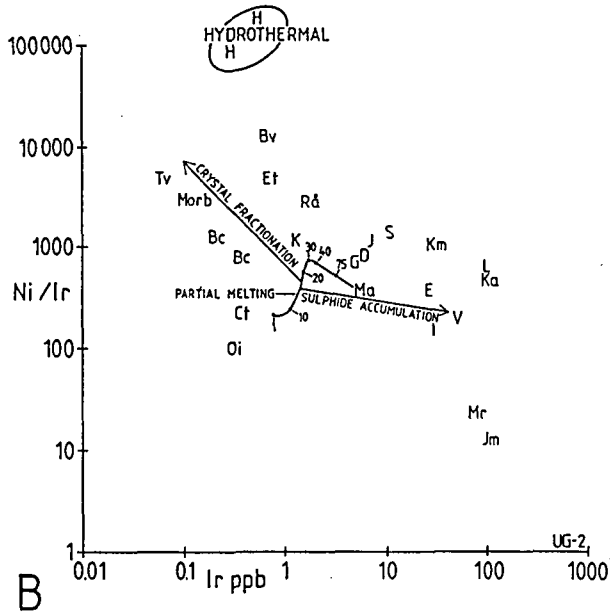 H
HYDROTHERMAL
H
100000
10 000
1000
Ni/Ir
100
10
1
Bv
Tv
Et
Morb
CRYSTAL FRACTIONATION
Rå
Bc
Bc
K
30
40
75
G
D
J
S
Km
L
Ka
20
Ma
E
PARTIAL MELTING
SULPHIDE ACCUMULATION
V
I
Ct
10
Oi
Mr
Jm
UG-2
0.01
0.1
1
10
100
1000
Ir ppb
B